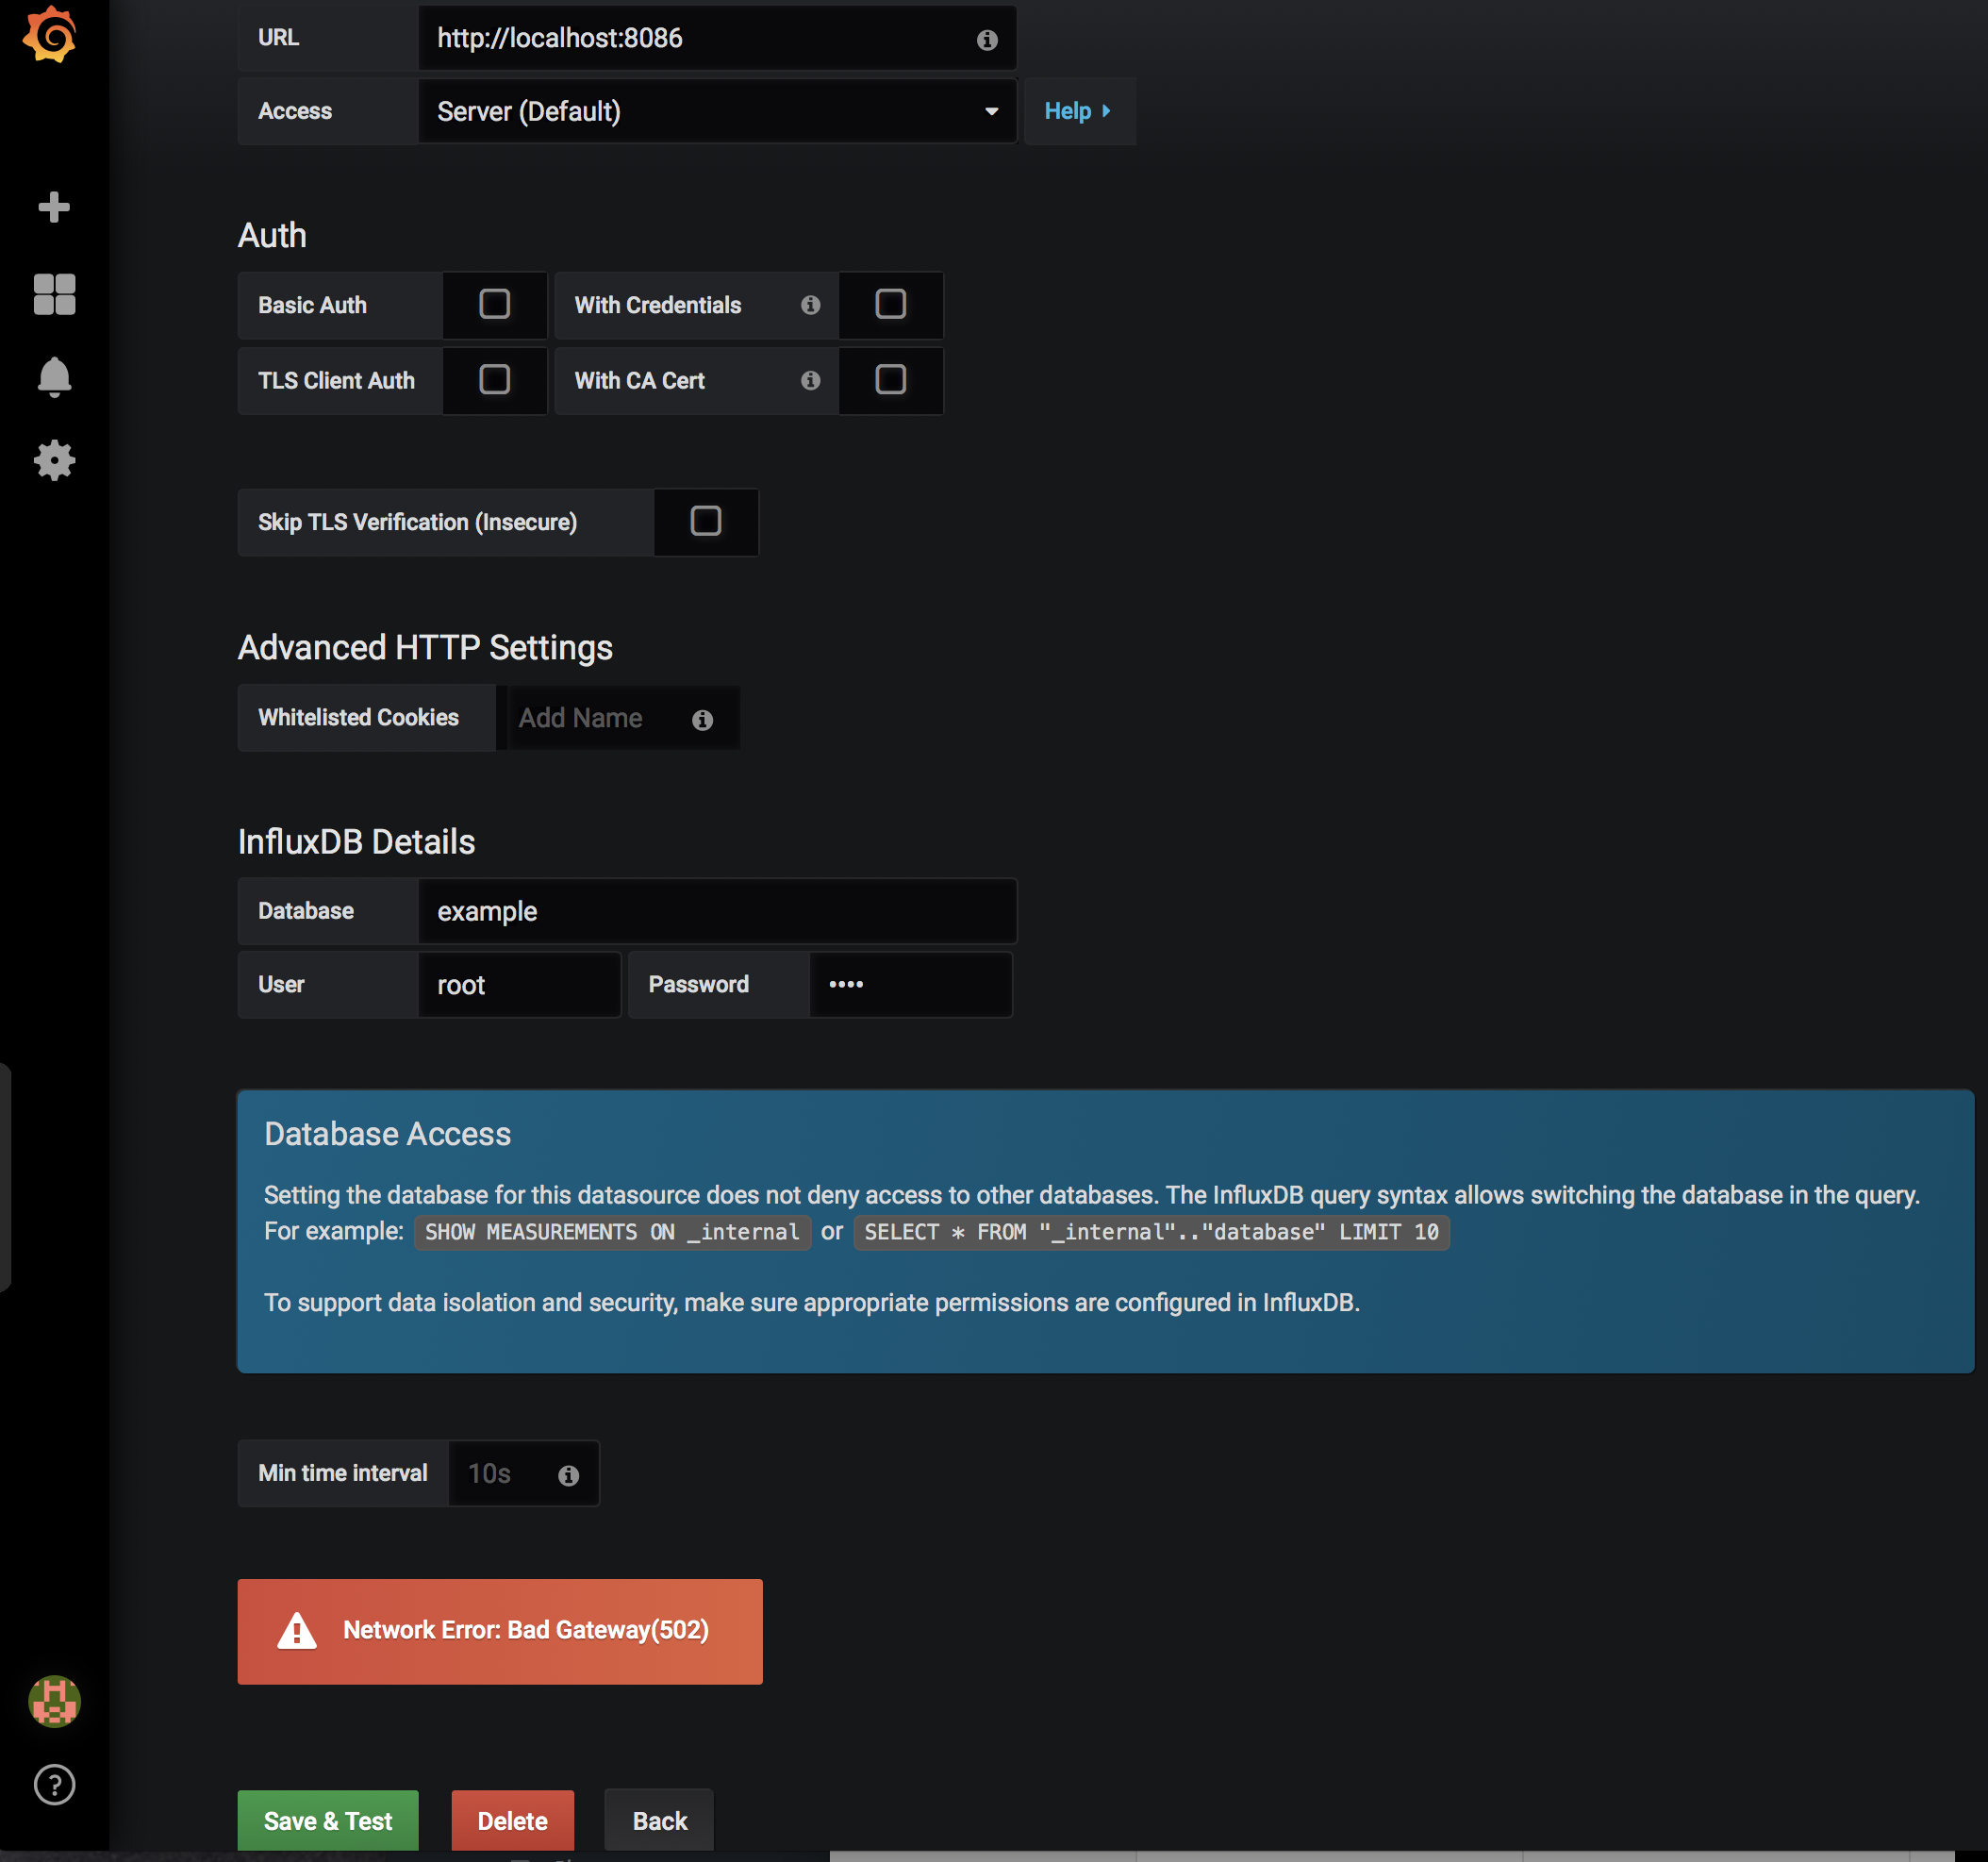 URL http://localhost:8086
Access Server (Default) Help
Auth
Basic Auth With Credentials
TLS Client Auth With CA Cert
Skip TLS Verification (Insecure)
Advanced HTTP Settings
Whitelisted Cookies Add Name
InfluxDB Details
Database example
User root Password ••••
Database Access
Setting the database for this datasource does not deny access to other databases. The InfluxDB query syntax allows switching the database in the query.
For example: SHOW MEASUREMENTS ON _internal or SELECT * FROM "_internal".."database" LIMIT 10
To support data isolation and security, make sure appropriate permissions are configured in InfluxDB.
Min time interval 10s
Network Error: Bad Gateway(502)
Save & Test Delete Back